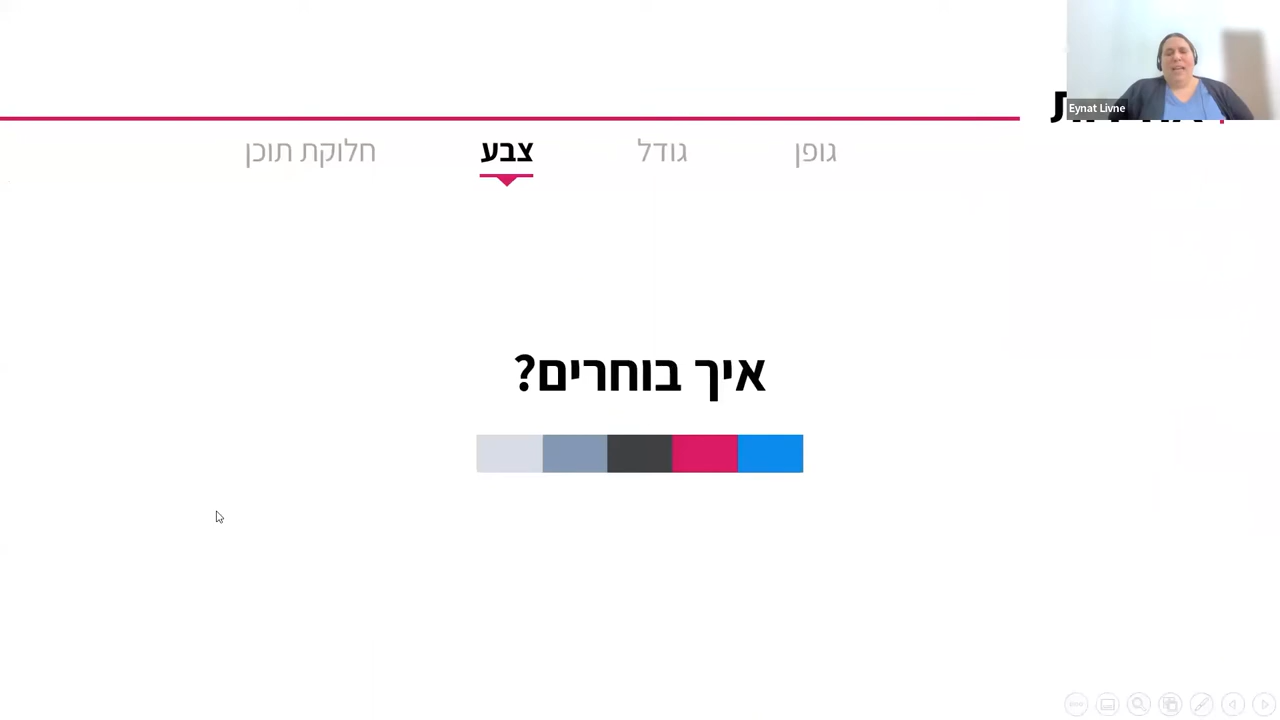 Eynat Livne
גופן
גודל
צבע
חלוקת תוכן
איך בוחרים?